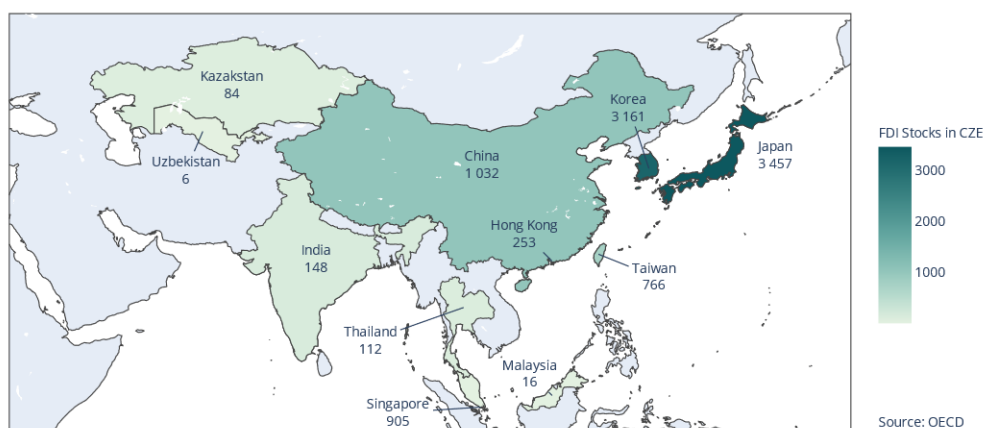 Kazakstan
84
Uzbekistan
6
Korea
3 161
China
1 032
Japan
3 457
Hong Kong
253
India
148
Taiwan
766
Thailand
112
Malaysia
16
Singapore
905
FDI Stocks in CZE
3000
2000
1000
Source: OECD